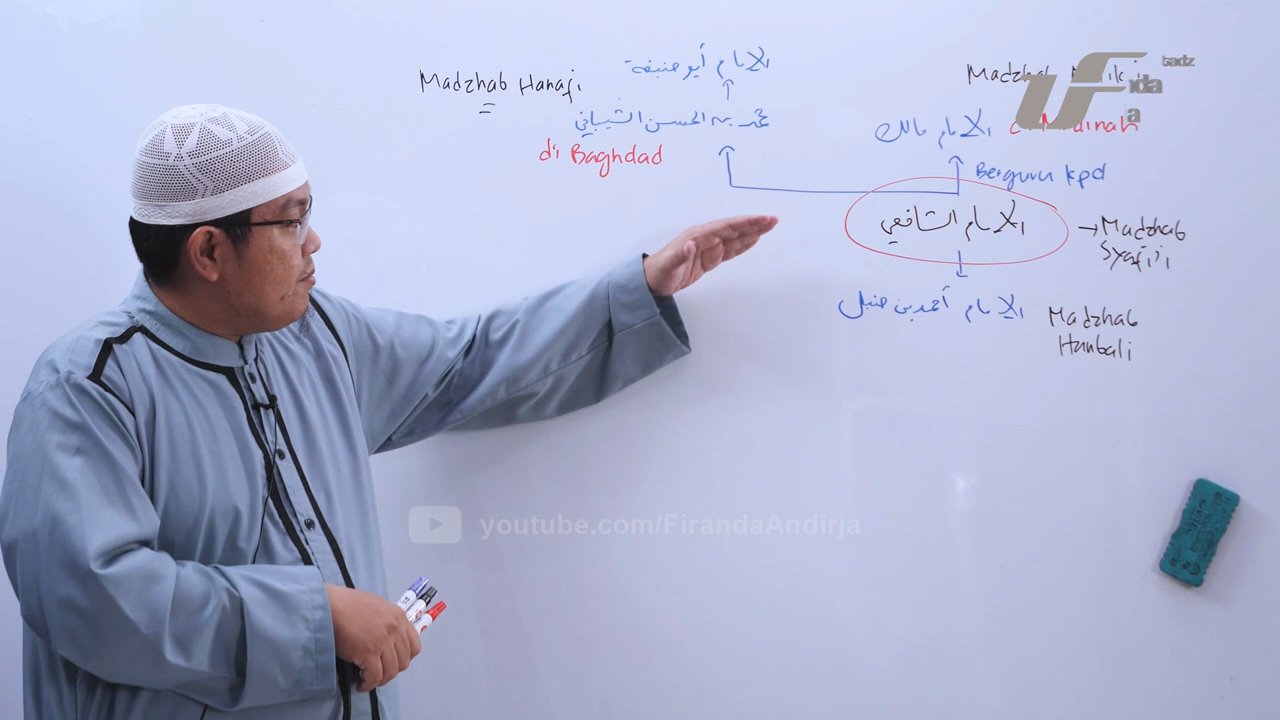 Madzhab Hanafi
الإمام أبو حنيفة
محمد بن الحسن الشيباني
di Baghdad
Madzhab Maliki
الإمام مالك
di Madinah
Berguru kpd
الإمام الشافعي
→ Madzhab
Syafi'i
الإمام أحمد بن حنبل
Madzhab
Hanbali
youtube.com/FirandaAndirja